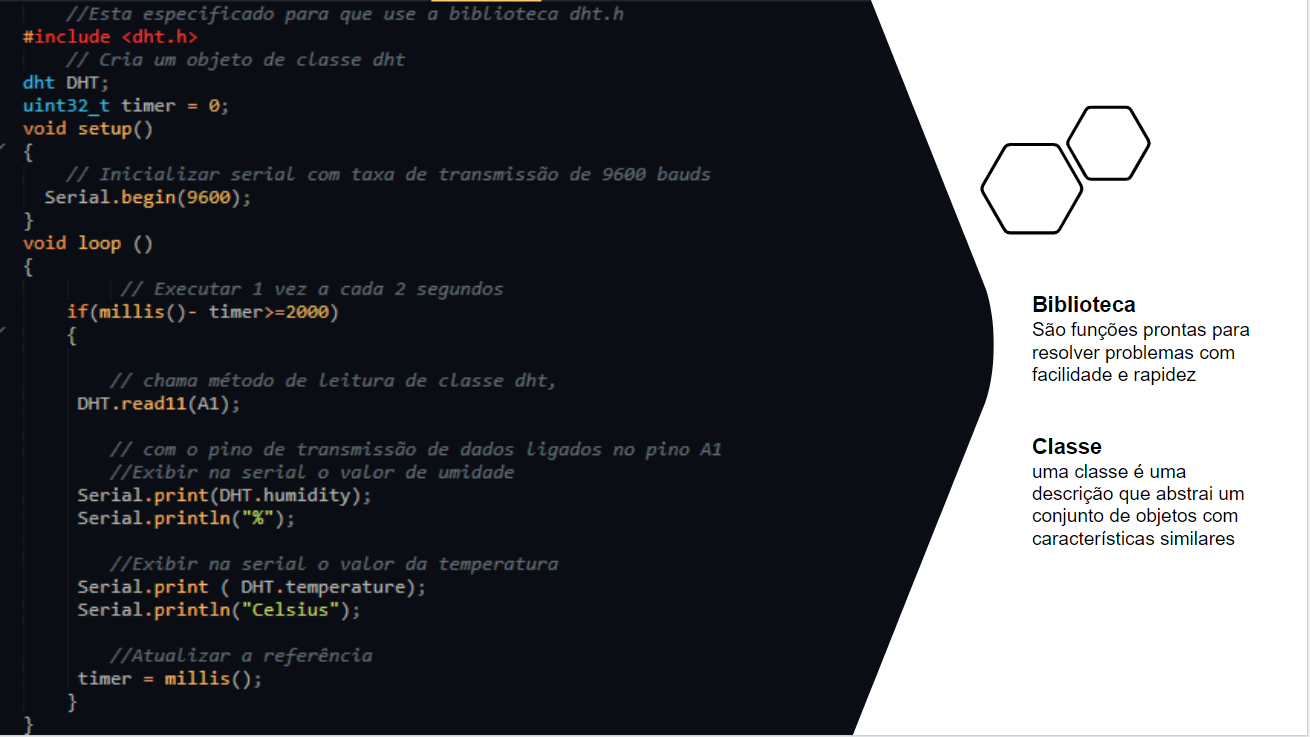 //Esta especificado para que use a biblioteca dht.h
#include <dht.h>
// Cria um objeto de classe dht
dht DHT;
uint32_t timer = 0;
void setup()
{
// Inicializar serial com taxa de transmissão de 9600 bauds
Serial.begin(9600);
}
void loop ()
{
// Executar 1 vez a cada 2 segundos
if(millis()- timer>=2000)
{
// chama método de leitura de classe dht,
DHT.read11(A1);
// com o pino de transmissão de dados ligados no pino A1
//Exibir na serial o valor de umidade
Serial.print(DHT.humidity);
Serial.println("%");
//Exibir na serial o valor da temperatura
Serial.print ( DHT.temperature);
Serial.println("Celsius");
//Atualizar a referência
timer = millis();
}
}
Biblioteca
São funções prontas para
resolver problemas com
facilidade e rapidez
Classe
uma classe é uma
descrição que abstrai um
conjunto de objetos com
características similares